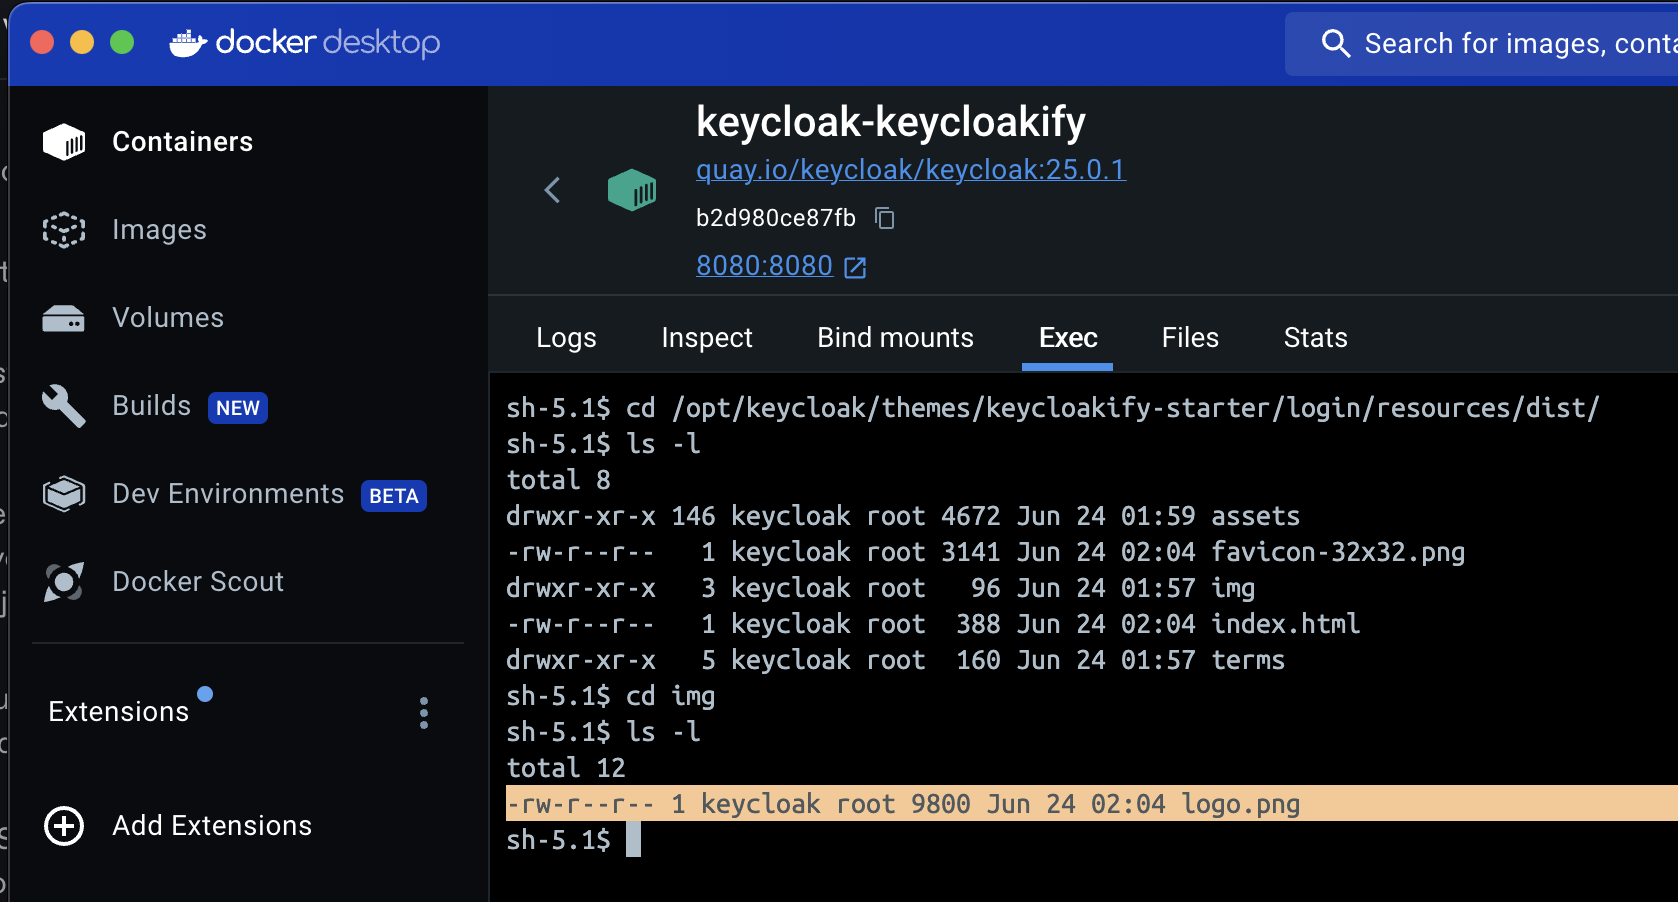 docker desktop
Search for images, conta
Containers
Images
Volumes
Builds NEW
Dev Environments BETA
Docker Scout
Extensions
Add Extensions
keycloak-keycloakify
quay.io/keycloak/keycloak:25.0.1
b2d980ce87fb
8080:8080
Logs Inspect Bind mounts Exec Files Stats
sh-5.1$ cd /opt/keycloak/themes/keycloakify-starter/login/resources/dist/
sh-5.1$ ls -l
total 8
drwxr-xr-x 146 keycloak root 4672 Jun 24 01:59 assets
-rw-r--r--   1 keycloak root 3141 Jun 24 02:04 favicon-32x32.png
drwxr-xr-x   3 keycloak root   96 Jun 24 01:57 img
-rw-r--r--   1 keycloak root  388 Jun 24 02:04 index.html
drwxr-xr-x   5 keycloak root  160 Jun 24 01:57 terms
sh-5.1$ cd img
sh-5.1$ ls -l
total 12
-rw-r--r-- 1 keycloak root 9800 Jun 24 02:04 logo.png
sh-5.1$